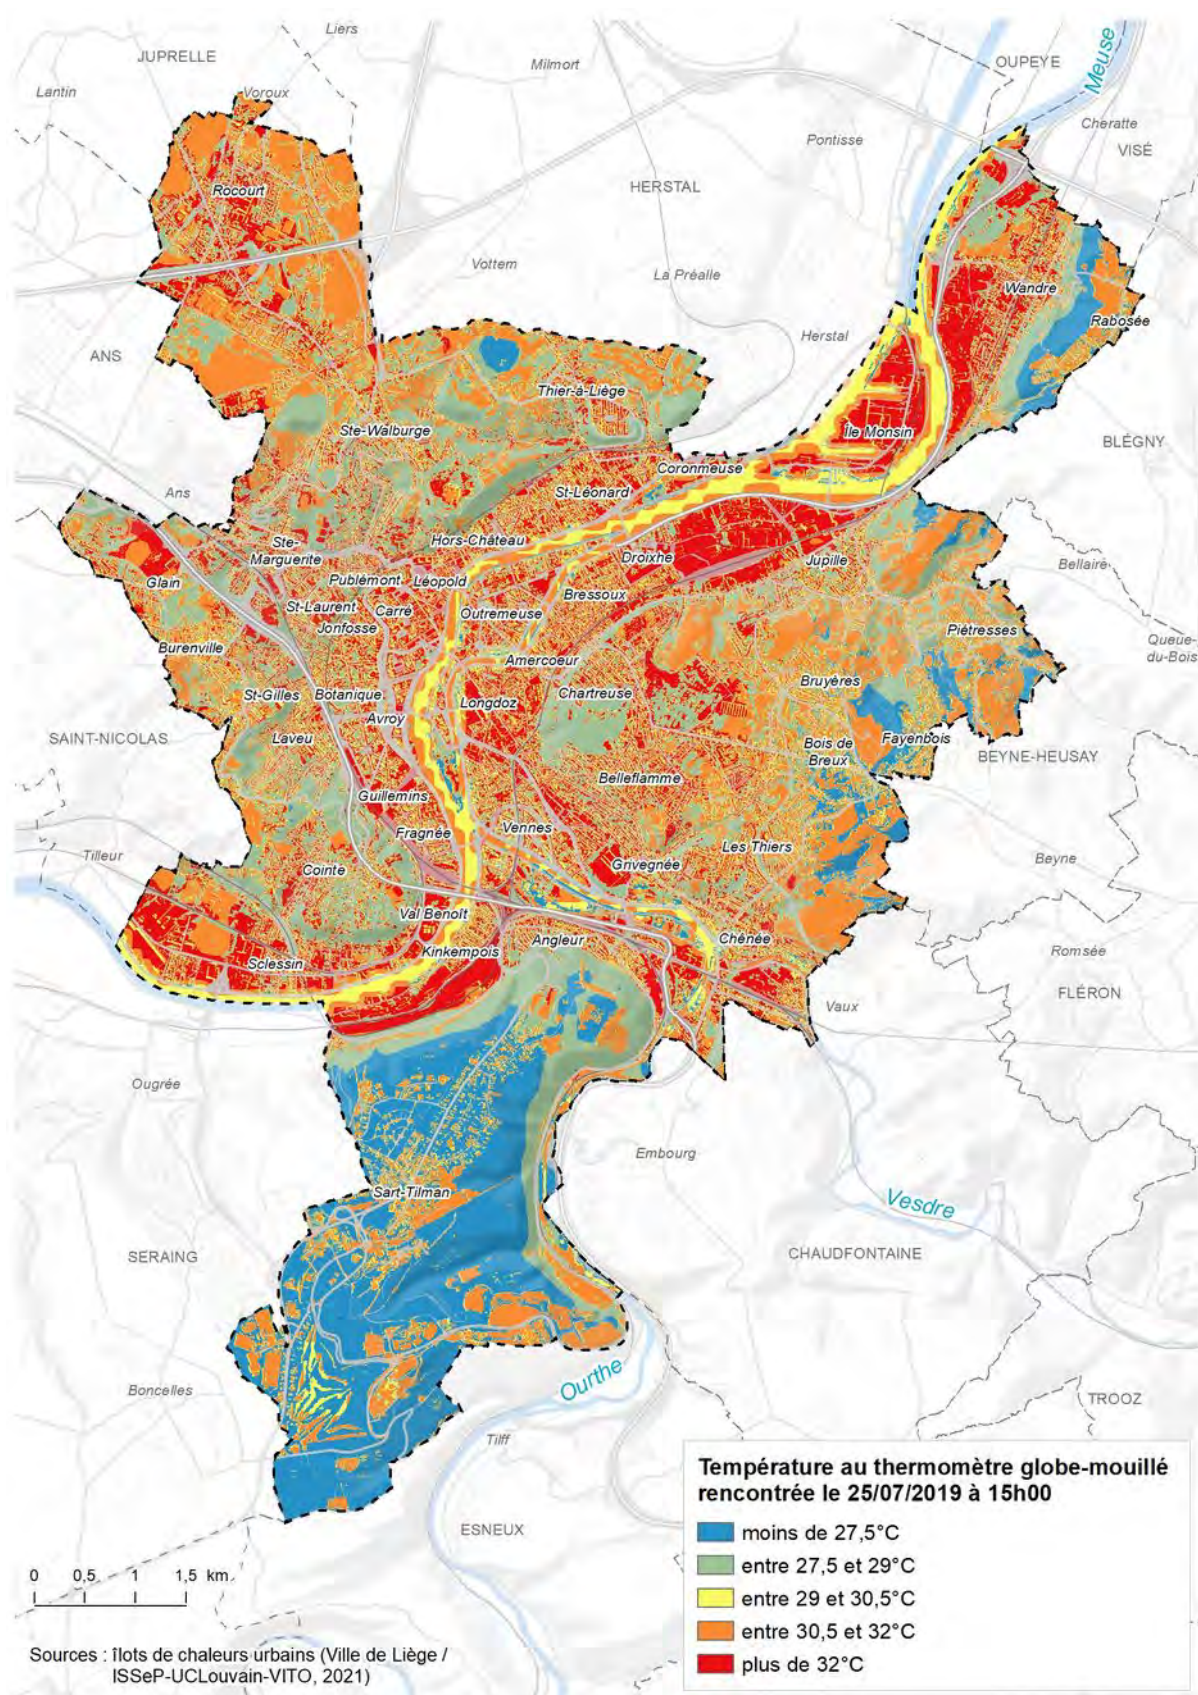 Liers
JUPRELLE
Milmort
OUPEYE
Meuse
Lantin
Voroux
Cheratte
Pontisse
VISÉ
Rocourt
HERSTAL
Vottem
La Préalle
Wandre
Rabosée
Herstal
ANS
Thier-à-Liège
Ste-Walburge
Île Monsin
BLÉGNY
Coronmeuse
Ans
St-Léonard
Hors-Château
Ste-
Marguerite
Droixhe
Jupille
Bellaire
Glain
Publémont
Léopold
Bressoux
St-Laurent
Carré
Outremeuse
Jonfosse
Piétresses
Queue-
du-Bois
Burenville
Amercoeur
Bruyères
St-Gilles
Botanique
Longdoz
Chartreuse
Avroy
SAINT-NICOLAS
Laveu
Bois de
Breux
Fayenbois
BEYNE-HEUSAY
Belleflamme
Guillemins
Fragnée
Vennes
Les Thiers
Tilleur
Grivegnée
Beyne
Cointe
Val Benoît
Chênée
Angleur
Kinkempois
Romsée
Sclessin
FLÉRON
Vaux
Ougrée
Embourg
Sart-Tilman
Vesdre
SERAING
CHAUDFONTAINE
Ourthe
Boncelles
TROOZ
Tilff
Température au thermomètre globe-mouillé
rencontrée le 25/07/2019 à 15h00
ESNEUX
moins de 27,5°C
entre 27,5 et 29°C
0 0,5 1 1,5 km
entre 29 et 30,5°C
entre 30,5 et 32°C
plus de 32°C
Sources : îlots de chaleurs urbains (Ville de Liège /
ISSeP-UCLouvain-VITO, 2021)